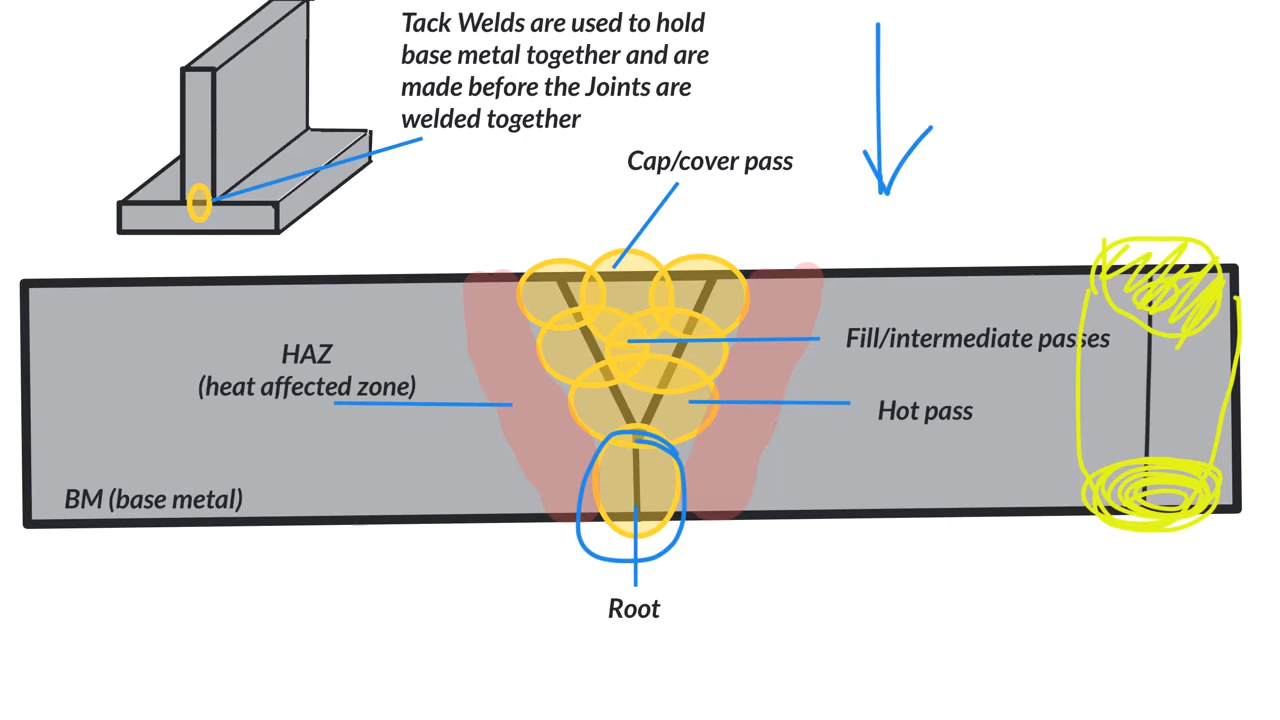 Tack Welds are used to hold
base metal together and are
made before the Joints are
welded together
Cap/cover pass
Fill/intermediate passes
HAZ
(heat affected zone)
Hot pass
BM (base metal)
Root